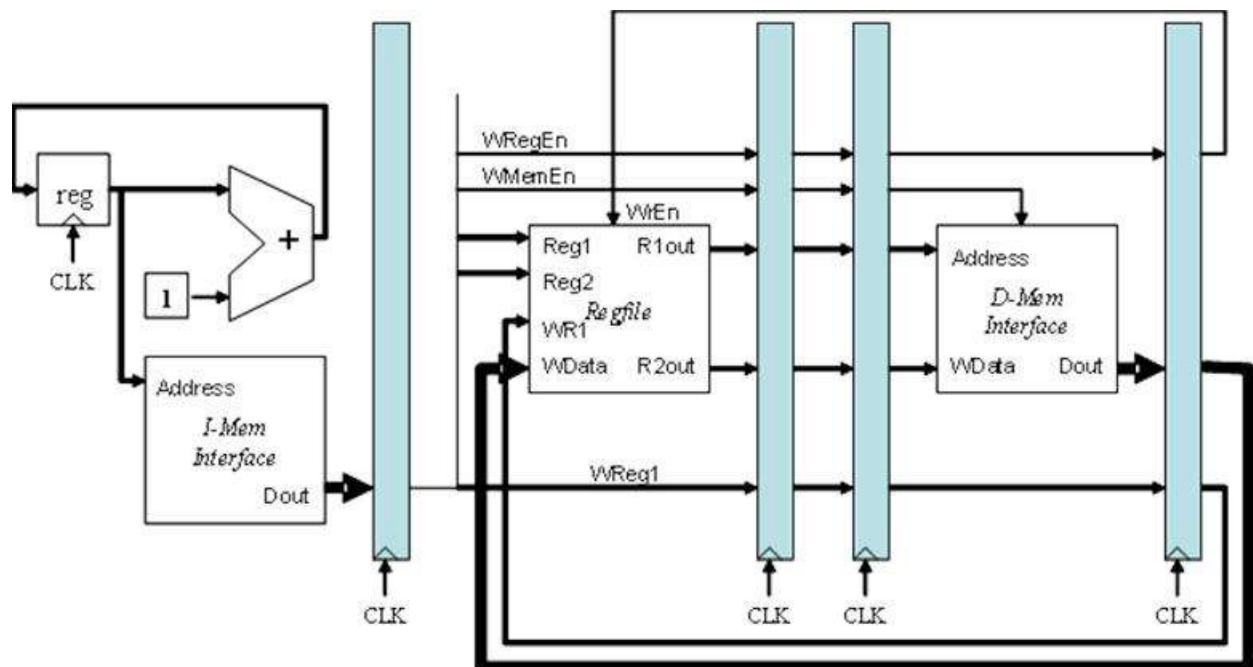 WRegEn
WMemEn
WrEn
reg
+
CLK
1
Reg1 R1out
Reg2
Regfile
WR1
WData R2out
Address
D-Mem
Interface
WData Dout
Address
I-Mem
Interface
Dout
WReg1
CLK
CLK
CLK
CLK